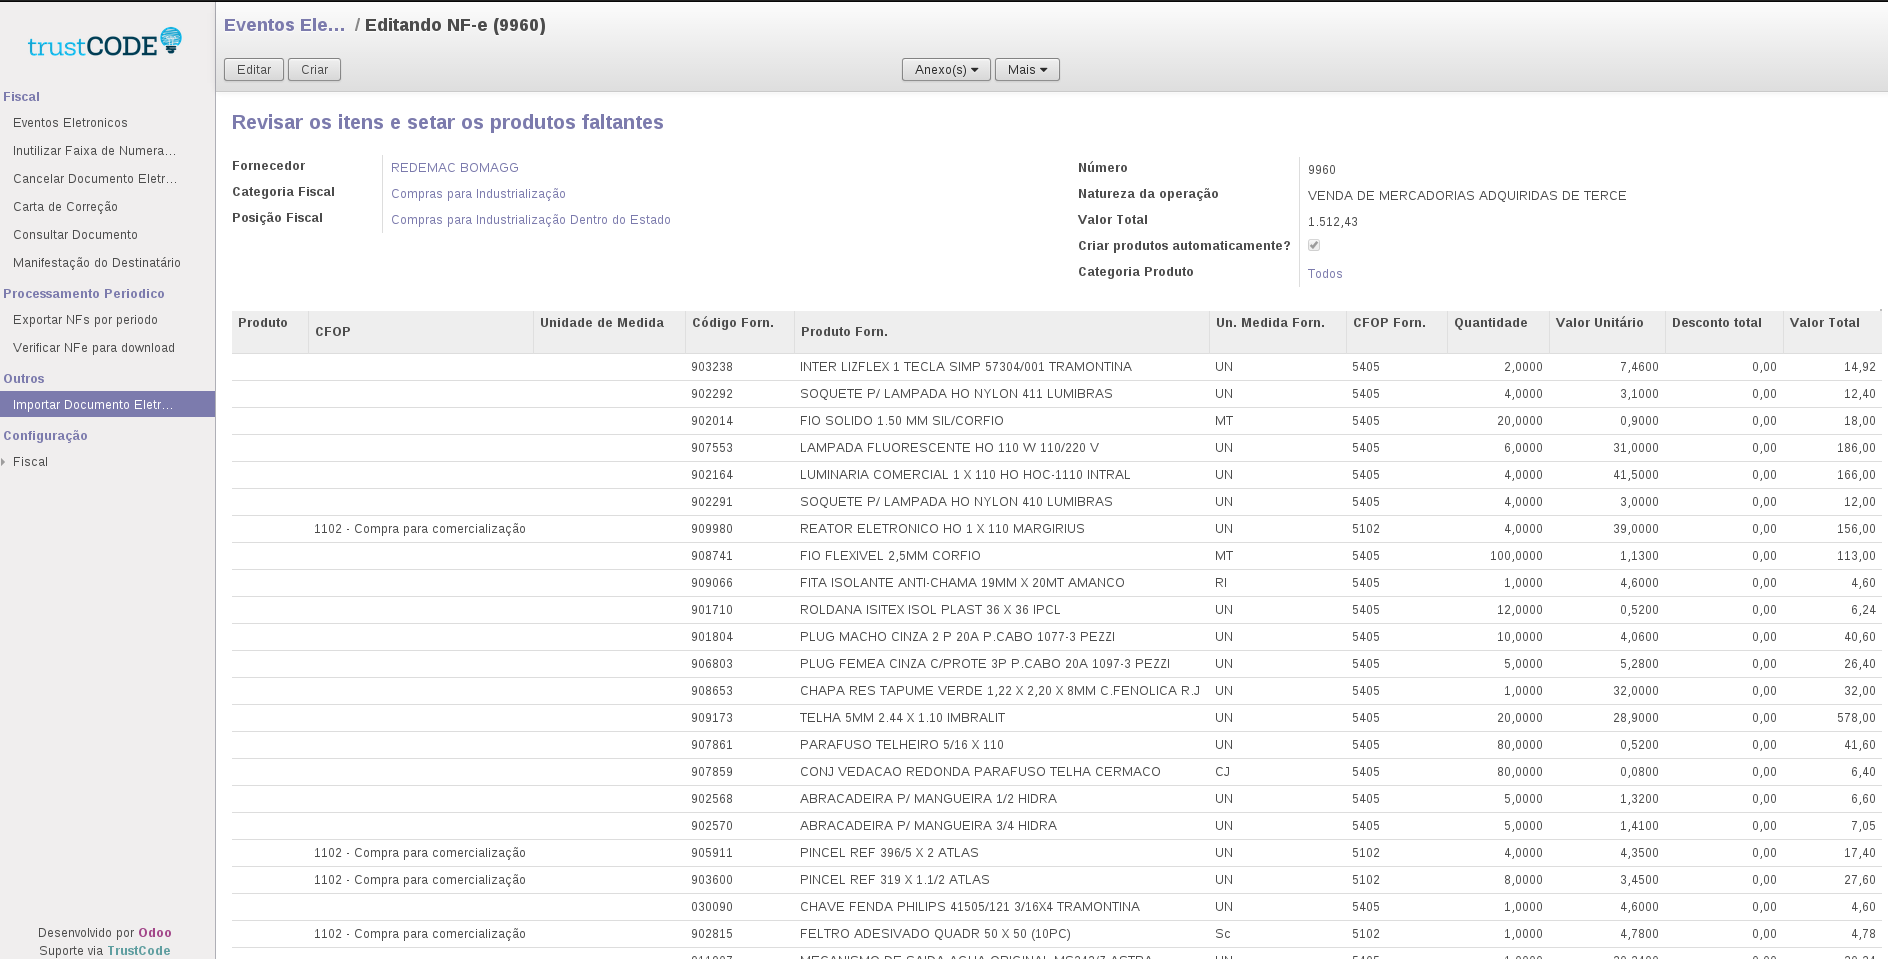 trustCODE
Fiscal
Eventos Eletronicos
Inutilizar Faixa de Numera...
Cancelar Documento Eletr...
Carta de Correção
Consultar Documento
Manifestação do Destinatário
Processamento Periodico
Exportar NFs por periodo
Verificar NFe para download
Outros
Importar Documento Eletr...
Configuração
Fiscal
Desenvolvido por Odoo
Suporte via TrustCode
Eventos Ele... / Editando NF-e (9960)
Editar Criar Anexo(s) Mais
Revisar os itens e setar os produtos faltantes
Fornecedor REDEMAC BOMAGG
Categoria Fiscal Compras para Industrialização
Posição Fiscal Compras para Industrialização Dentro do Estado
Número 9960
Natureza da operação VENDA DE MERCADORIAS ADQUIRIDAS DE TERCE
Valor Total 1.512,43
Criar produtos automaticamente?
Categoria Produto Todos
Produto CFOP Unidade de Medida Código Forn. Produto Forn. Un. Medida Forn. CFOP Forn. Quantidade Valor Unitário Desconto total Valor Total
903238 INTER LIZFLEX 1 TECLA SIMP 57304/001 TRAMONTINA UN 5405 2,0000 7,4600 0,00 14,92
902292 SOQUETE P/ LAMPADA HO NYLON 411 LUMIBRAS UN 5405 4,0000 3,1000 0,00 12,40
902014 FIO SOLIDO 1.50 MM SIL/CORFIO MT 5405 20,0000 0,9000 0,00 18,00
907553 LAMPADA FLUORESCENTE HO 110 W 110/220 V UN 5405 6,0000 31,0000 0,00 186,00
902164 LUMINARIA COMERCIAL 1 X 110 HO HOC-1110 INTRAL UN 5405 4,0000 41,5000 0,00 166,00
902291 SOQUETE P/ LAMPADA HO NYLON 410 LUMIBRAS UN 5405 4,0000 3,0000 0,00 12,00
1102 - Compra para comercialização 909980 REATOR ELETRONICO HO 1 X 110 MARGIRIUS UN 5102 4,0000 39,0000 0,00 156,00
908741 FIO FLEXIVEL 2,5MM CORFIO MT 5405 100,0000 1,1300 0,00 113,00
909066 FITA ISOLANTE ANTI-CHAMA 19MM X 20MT AMANCO RI 5405 1,0000 4,6000 0,00 4,60
901710 ROLDANA ISITEX ISOL PLAST 36 X 36 IPCL UN 5405 12,0000 0,5200 0,00 6,24
901804 PLUG MACHO CINZA 2 P 20A P.CABO 1077-3 PEZZI UN 5405 10,0000 4,0600 0,00 40,60
906803 PLUG FEMEA CINZA C/PROTE 3P P.CABO 20A 1097-3 PEZZI UN 5405 5,0000 5,2800 0,00 26,40
908653 CHAPA RES TAPUME VERDE 1,22 X 2,20 X 8MM C.FENOLICA R.J UN 5405 1,0000 32,0000 0,00 32,00
909173 TELHA 5MM 2.44 X 1.10 IMBRALIT UN 5405 20,0000 28,9000 0,00 578,00
907861 PARAFUSO TELHEIRO 5/16 X 110 UN 5405 80,0000 0,5200 0,00 41,60
907859 CONJ VEDACAO REDONDA PARAFUSO TELHA CERMACO CJ 5405 80,0000 0,0800 0,00 6,40
902568 ABRACADEIRA P/ MANGUEIRA 1/2 HIDRA UN 5405 5,0000 1,3200 0,00 6,60
902570 ABRACADEIRA P/ MANGUEIRA 3/4 HIDRA UN 5405 5,0000 1,4100 0,00 7,05
1102 - Compra para comercialização 905911 PINCEL REF 396/5 X 2 ATLAS UN 5102 4,0000 4,3500 0,00 17,40
1102 - Compra para comercialização 903600 PINCEL REF 319 X 1.1/2 ATLAS UN 5102 8,0000 3,4500 0,00 27,60
030090 CHAVE FENDA PHILIPS 41505/121 3/16X4 TRAMONTINA UN 5405 1,0000 4,6000 0,00 4,60
1102 - Compra para comercialização 902815 FELTRO ADESIVADO QUADR 50 X 50 (10PC) Sc 5102 1,0000 4,7800 0,00 4,78